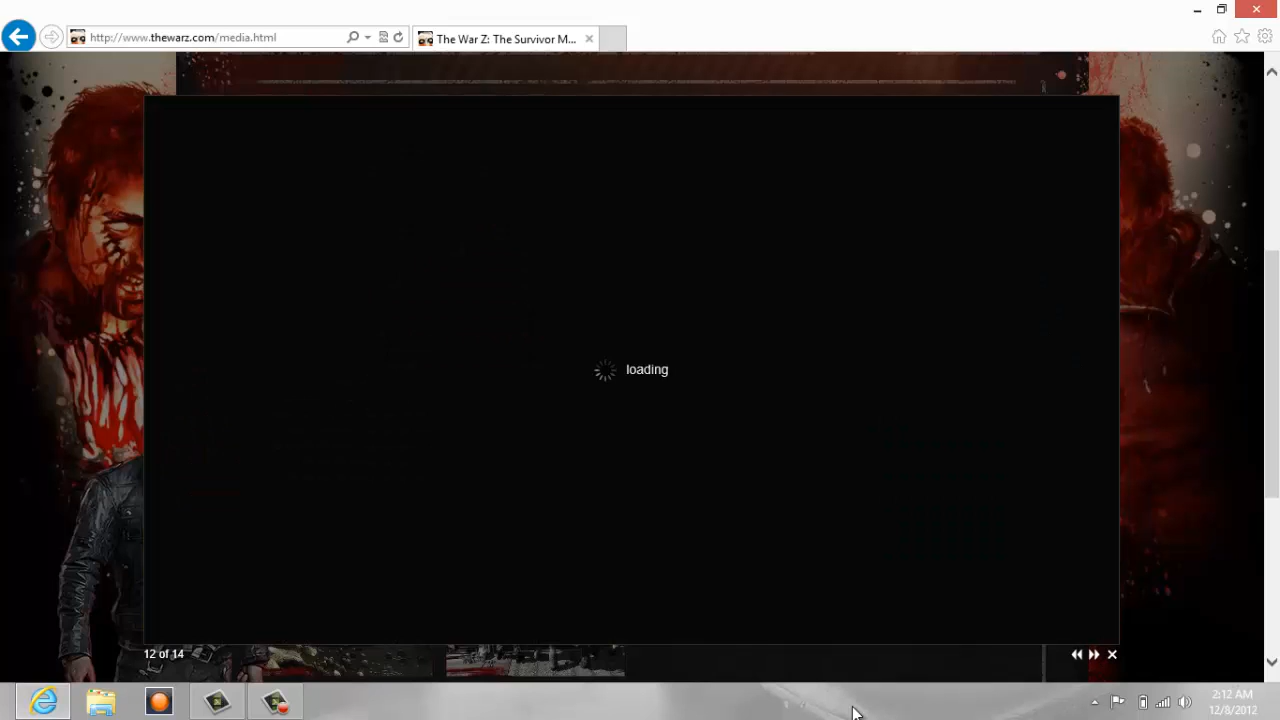 http://www.thewarz.com/media.html
The War Z: The Survivor M...
loading
12 of 14
2:12 AM
12/8/2012